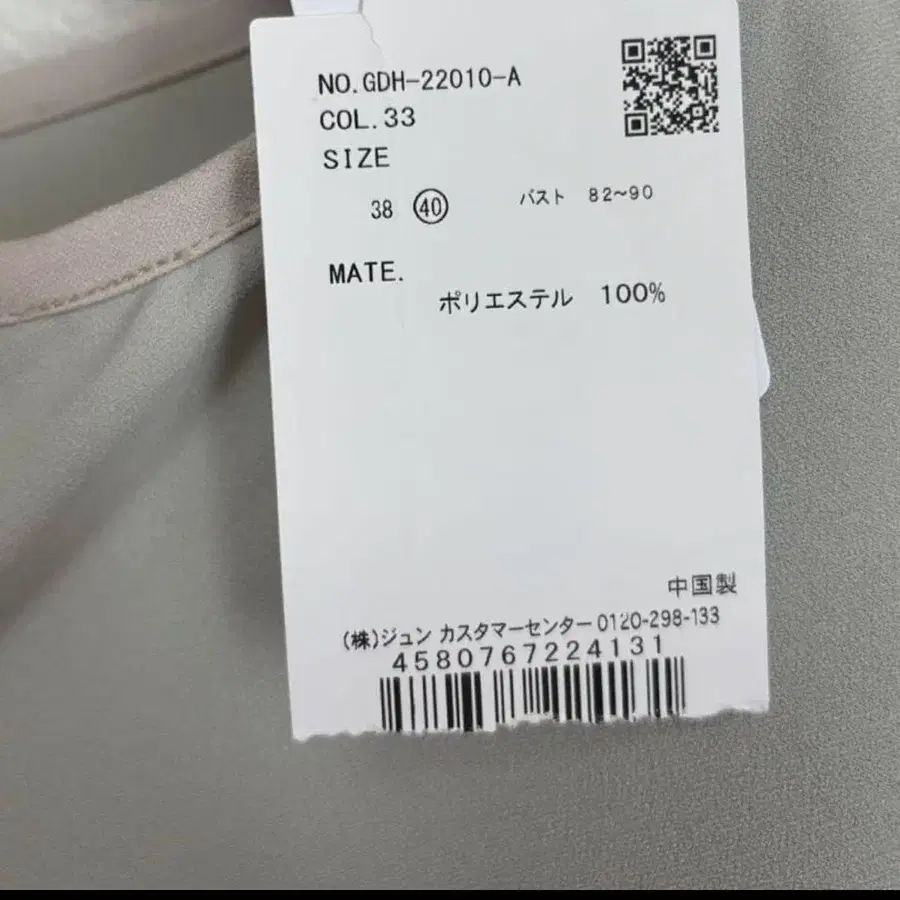 NO.GDH-22010-A
COL.33
SIZE
38 40 バスト 82~90
MATE.
ポリエステル 100%
中国製
(株)ジュン カスタマーセンター 0120-298-133
4580767224131